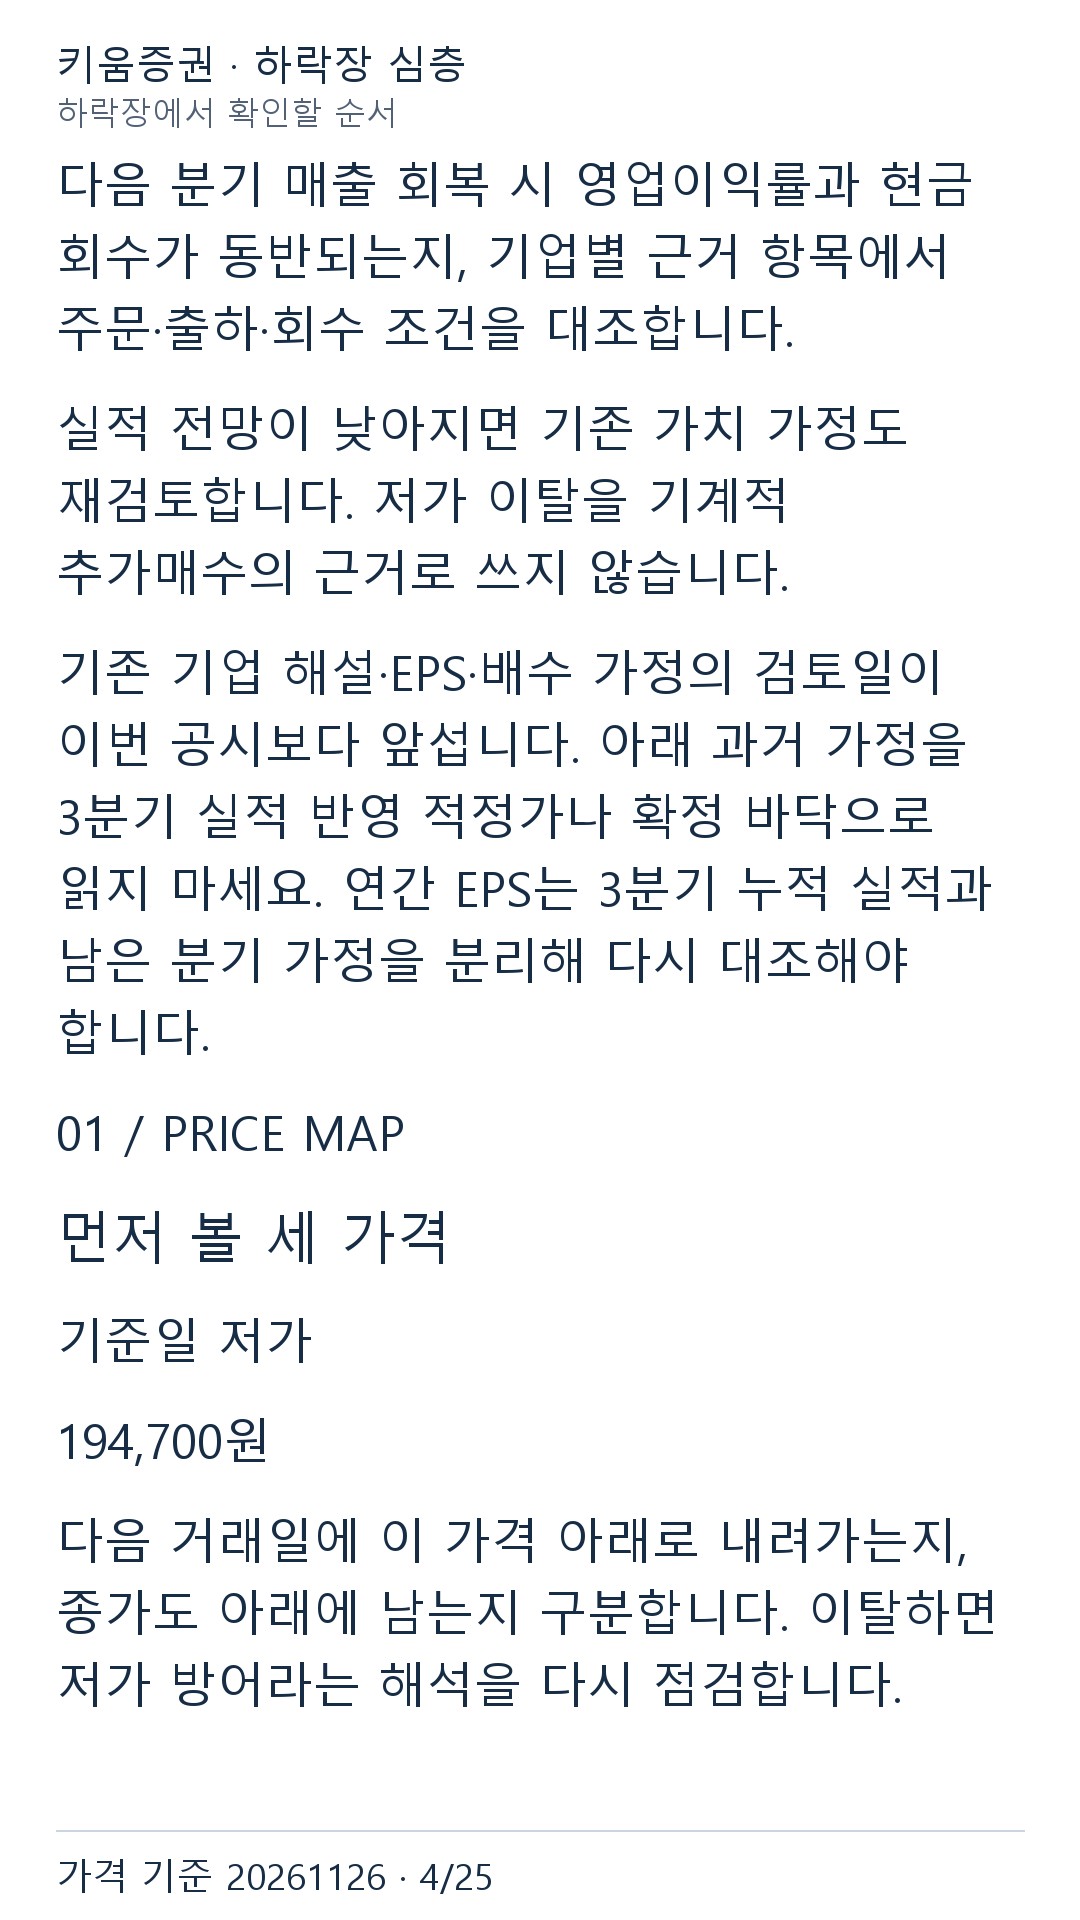 키움증권 · 하락장 심층
하락장에서 확인할 순서
다음 분기 매출 회복 시 영업이익률과 현금
회수가 동반되는지, 기업별 근거 항목에서
주문·출하·회수 조건을 대조합니다.
실적 전망이 낮아지면 기존 가치 가정도
재검토합니다. 저가 이탈을 기계적
추가매수의 근거로 쓰지 않습니다.
기존 기업 해설·EPS·배수 가정의 검토일이
이번 공시보다 앞섭니다. 아래 과거 가정을
3분기 실적 반영 적정가나 확정 바닥으로
읽지 마세요. 연간 EPS는 3분기 누적 실적과
남은 분기 가정을 분리해 다시 대조해야
합니다.
01 / PRICE MAP
먼저 볼 세 가격
기준일 저가
194,700원
다음 거래일에 이 가격 아래로 내려가는지,
종가도 아래에 남는지 구분합니다. 이탈하면
저가 방어라는 해석을 다시 점검합니다.
가격 기준 20261126 · 4/25